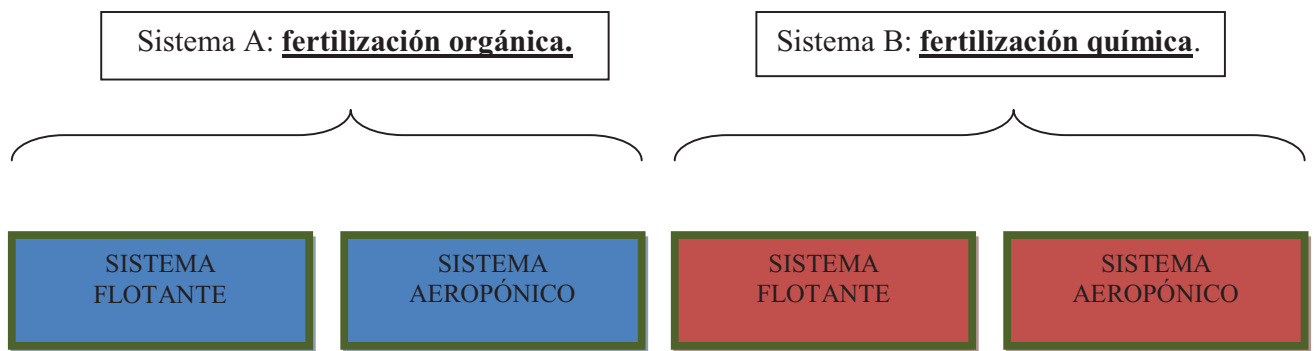 Sistema A: fertilización orgánica.
Sistema B: fertilización química.
SISTEMA
FLOTANTE
SISTEMA
AEROPÓNICO
SISTEMA
FLOTANTE
SISTEMA
AEROPÓNICO